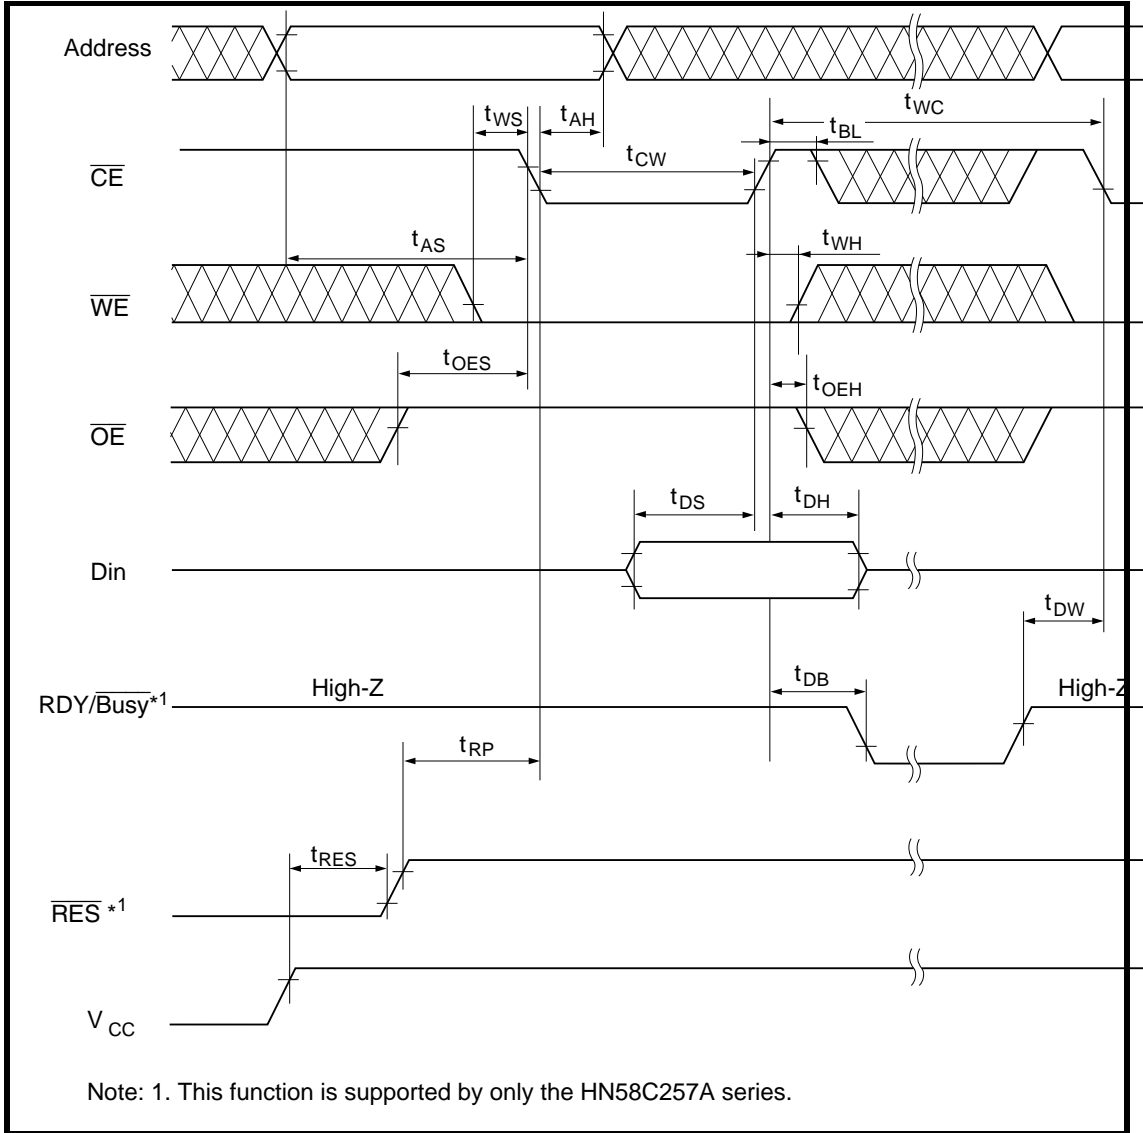 Address
tWC
tWS
tAH
tBL
tCW
CE
tAS
tWH
WE
tOES
tOEH
OE
tDS
tDH
Din
tDW
High-Z
tDB
High-Z
RDY/Busy*1
tRP
tRES
RES *1
VCC
Note: 1. This function is supported by only the HN58C257A series.